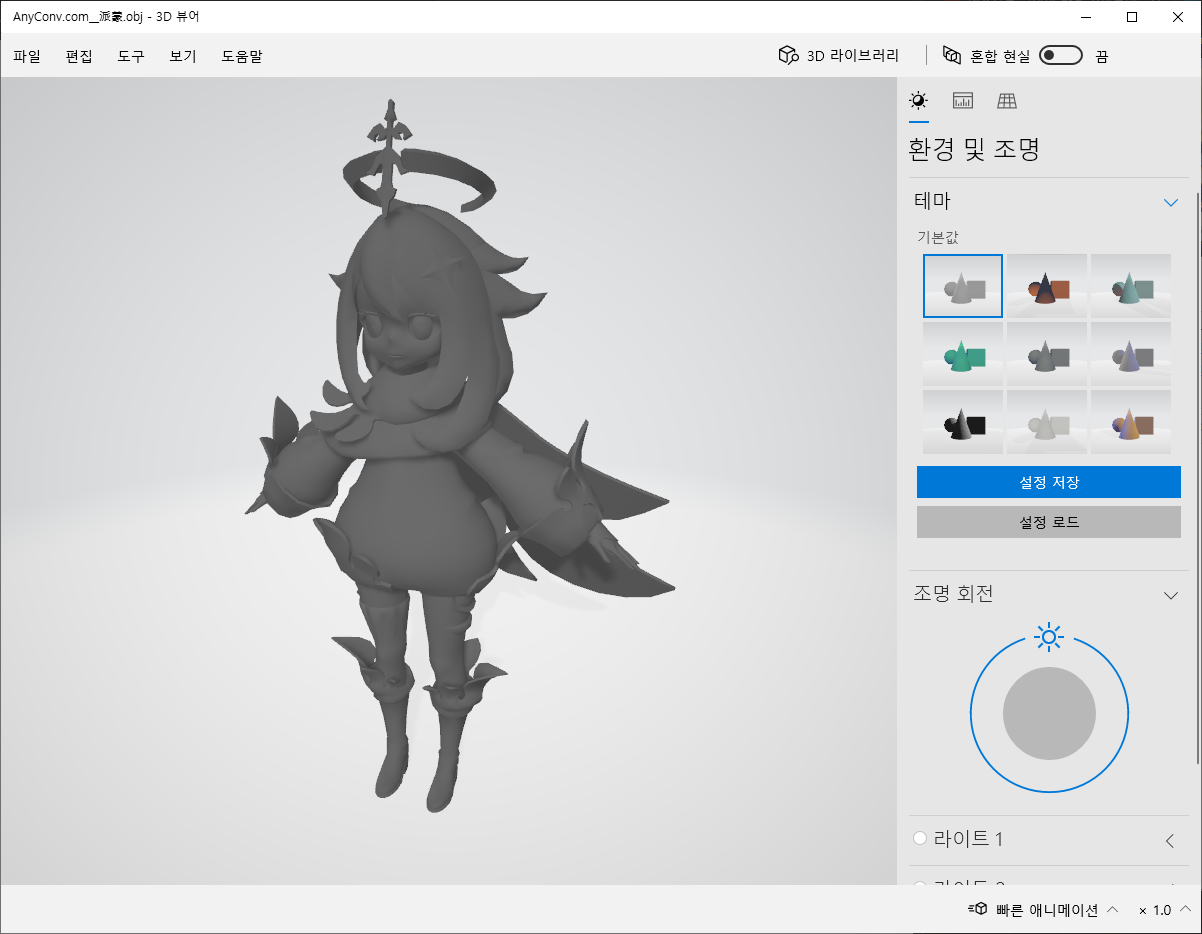 AnyConv.com__派蒙.obj - 3D 뷰어
파일 편집 도구 보기 도움말 3D 라이브러리 혼합 현실 끔
환경 및 조명
테마
기본값
설정 저장
설정 로드
조명 회전
라이트 1
빠른 애니메이션 × 1.0